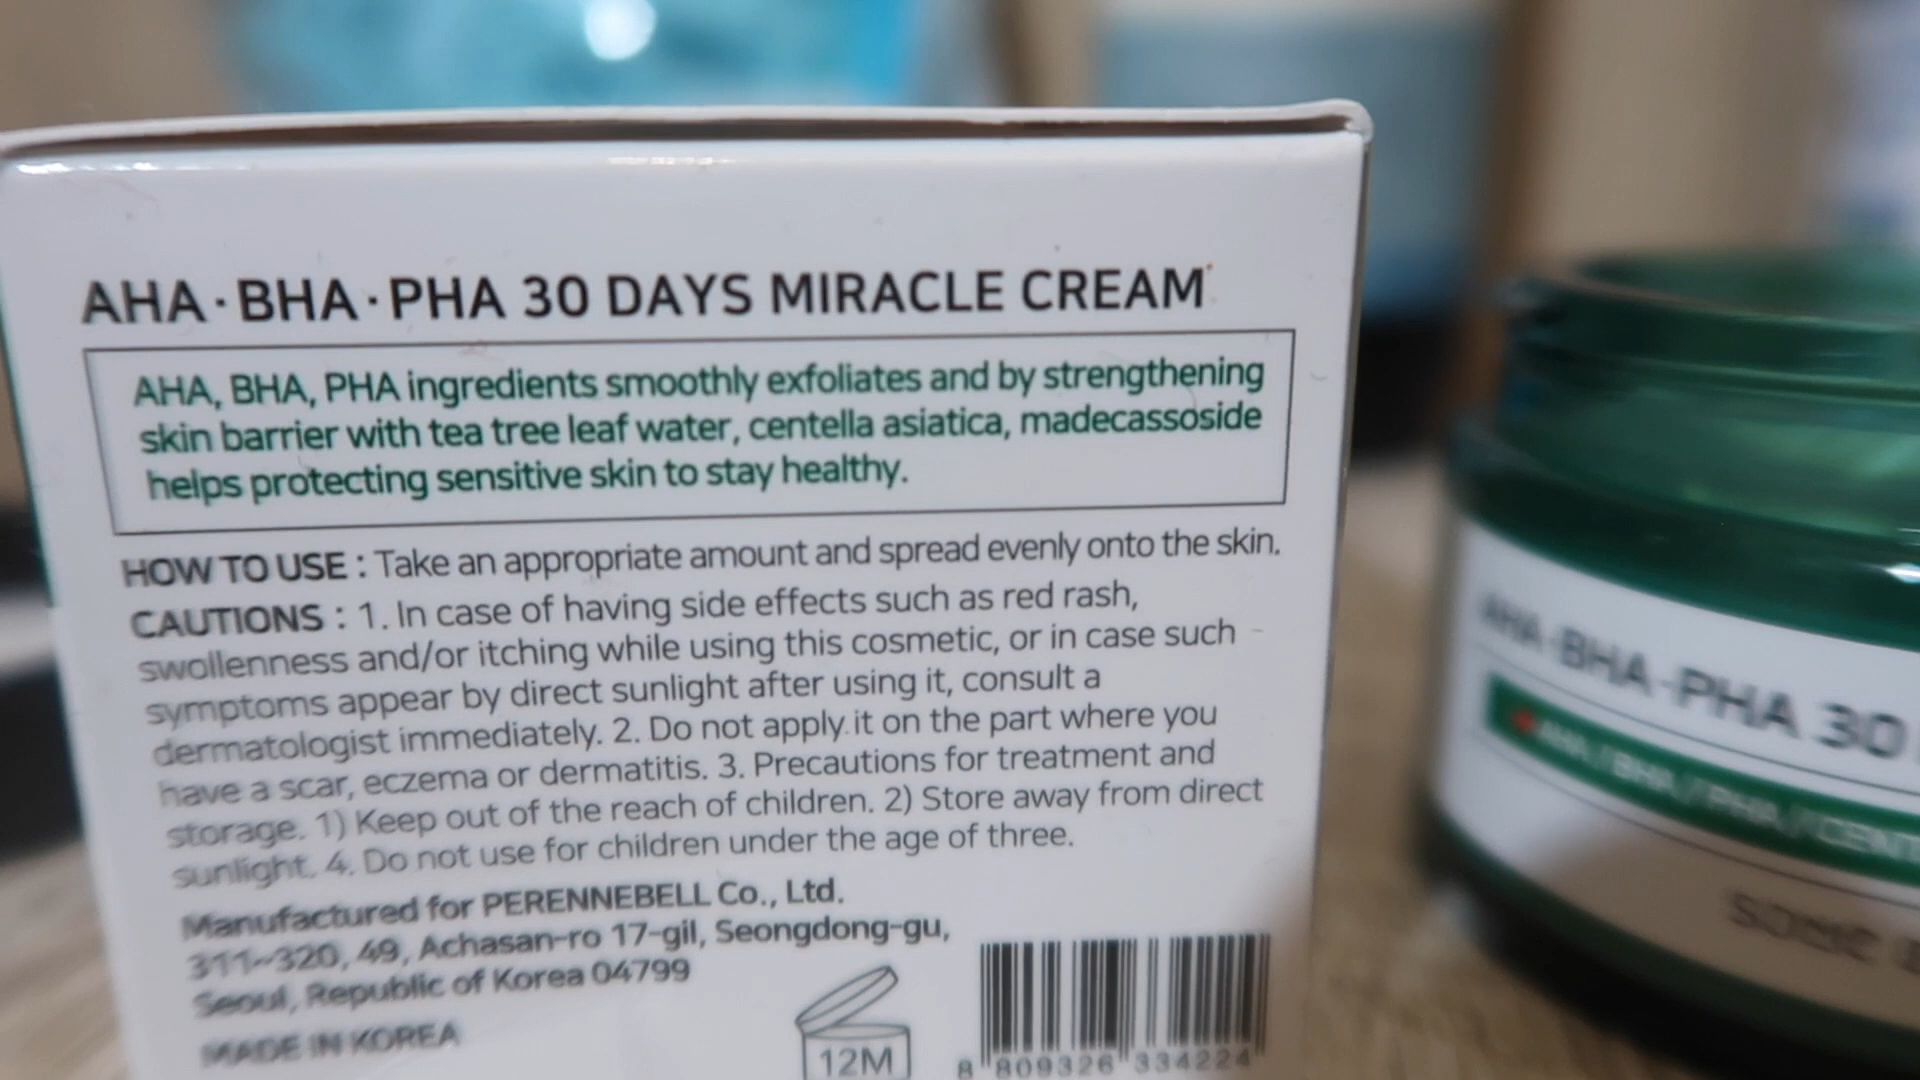 AHA·BHA·PHA 30 DAYS MIRACLE CREAM
AHA, BHA, PHA ingredients smoothly exfoliates and by strengthening
skin barrier with tea tree leaf water, centella asiatica, madecassoside
helps protecting sensitive skin to stay healthy.
HOW TO USE : Take an appropriate amount and spread evenly onto the skin.
CAUTIONS : 1. In case of having side effects such as red rash,
swollenness and/or itching while using this cosmetic, or in case such
symptoms appear by direct sunlight after using it, consult a
dermatologist immediately. 2. Do not apply it on the part where you
have a scar, eczema or dermatitis. 3. Precautions for treatment and
storage. 1) Keep out of the reach of children. 2) Store away from direct
sunlight. 4. Do not use for children under the age of three.
Manufactured for PERENNEBELL Co., Ltd.
311~320, 49, Achasan-ro 17-gil, Seongdong-gu,
Seoul, Republic of Korea 04799
MADE IN KOREA
12M
8 809326 334224
AHA·BHA·PHA 30
AHA / BHA / PHA / CENT
SOME